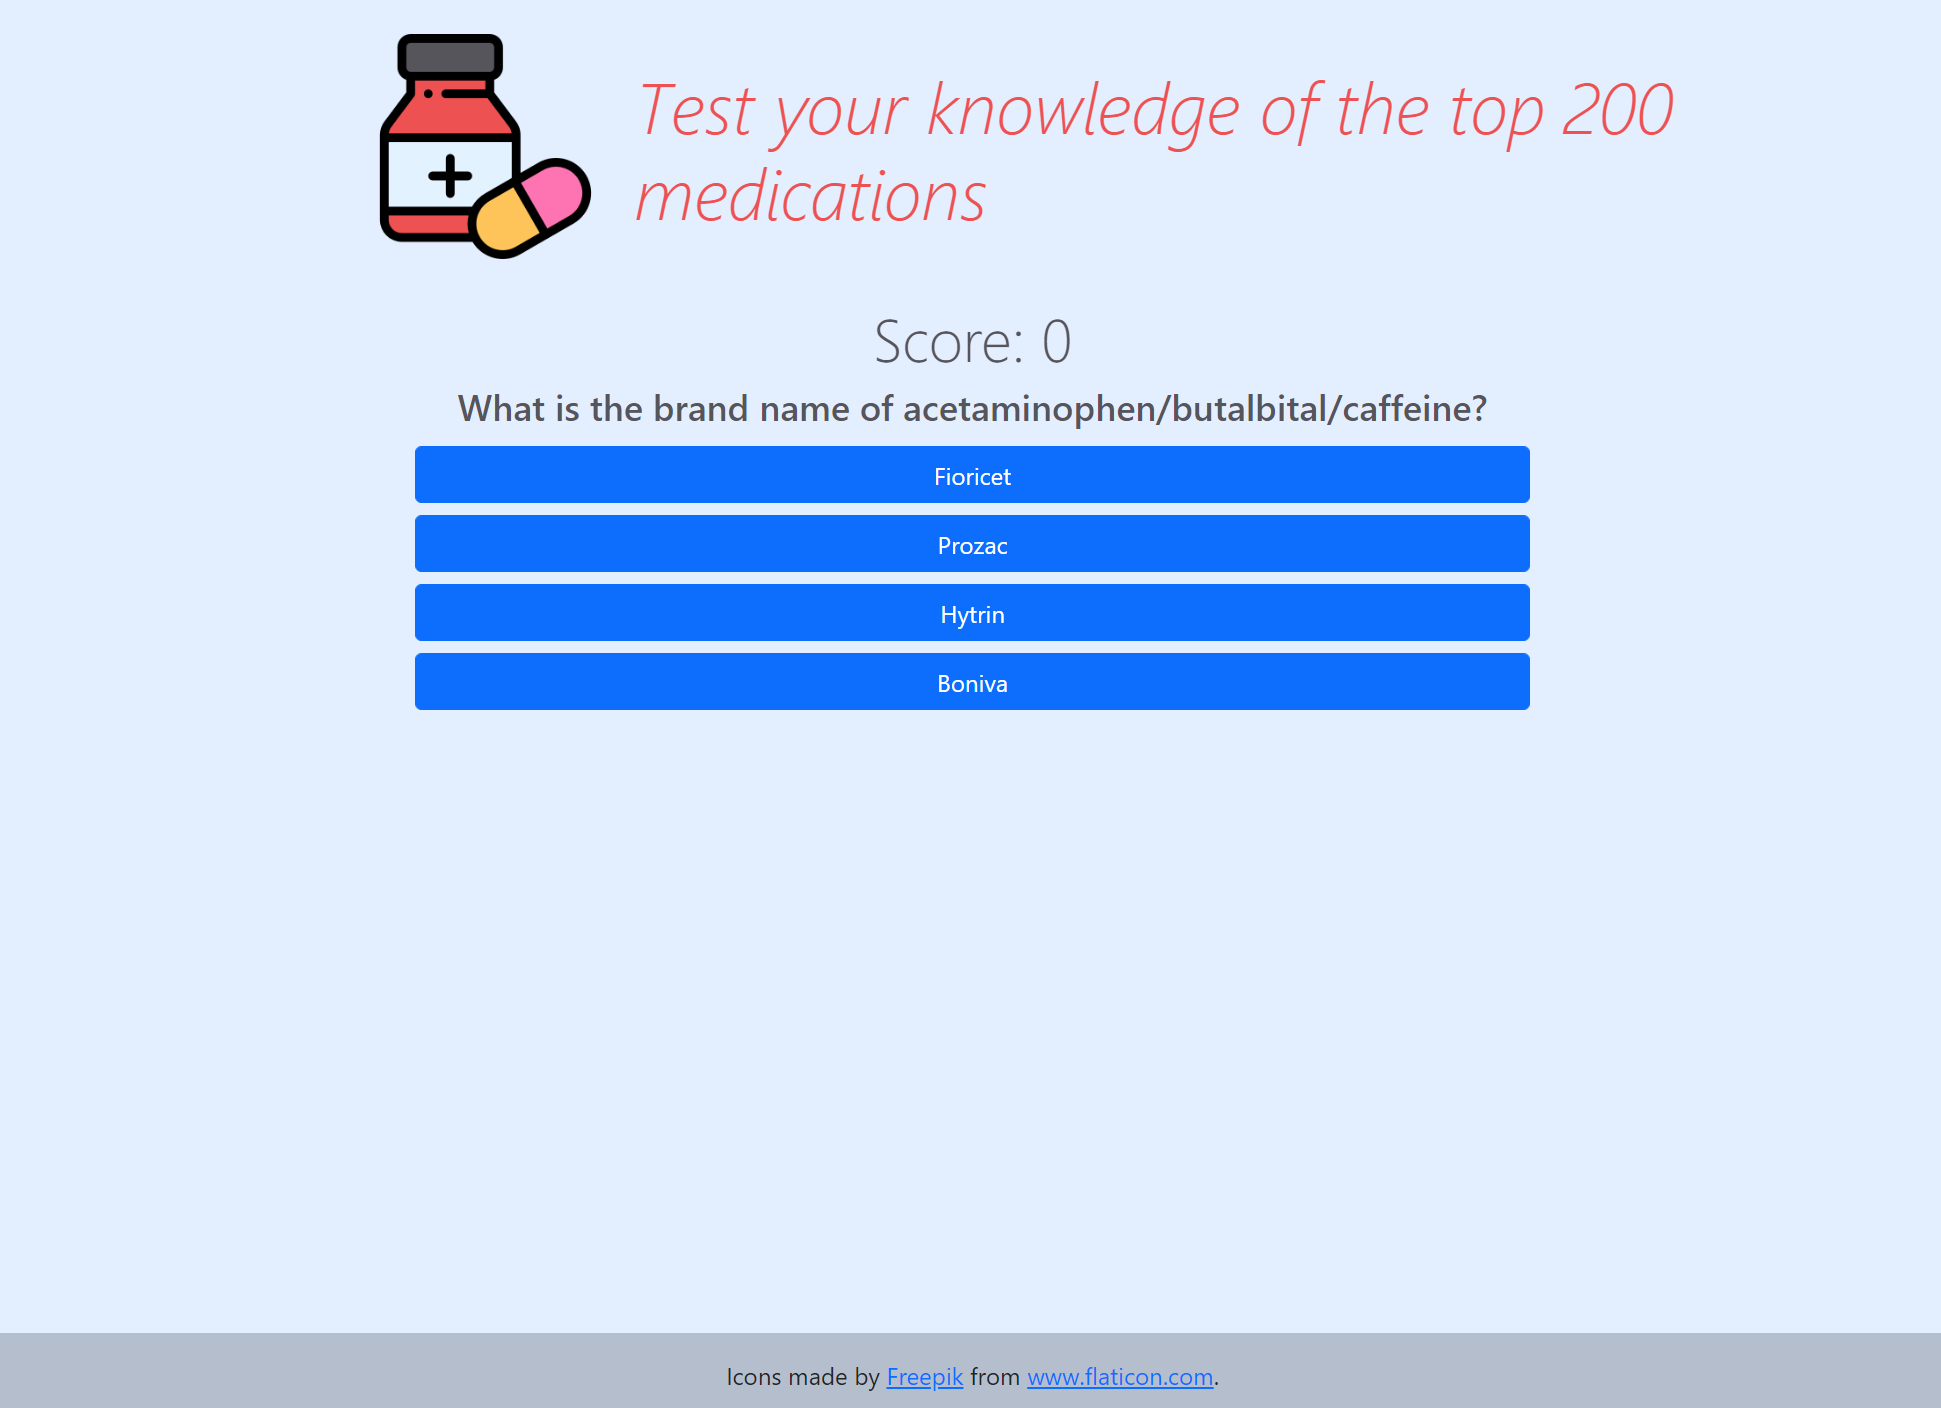 Test your knowledge of the top 200
medications
Score: 0
What is the brand name of acetaminophen/butalbital/caffeine?
Fioricet
Prozac
Hytrin
Boniva
Icons made by Freepik from www.flaticon.com.